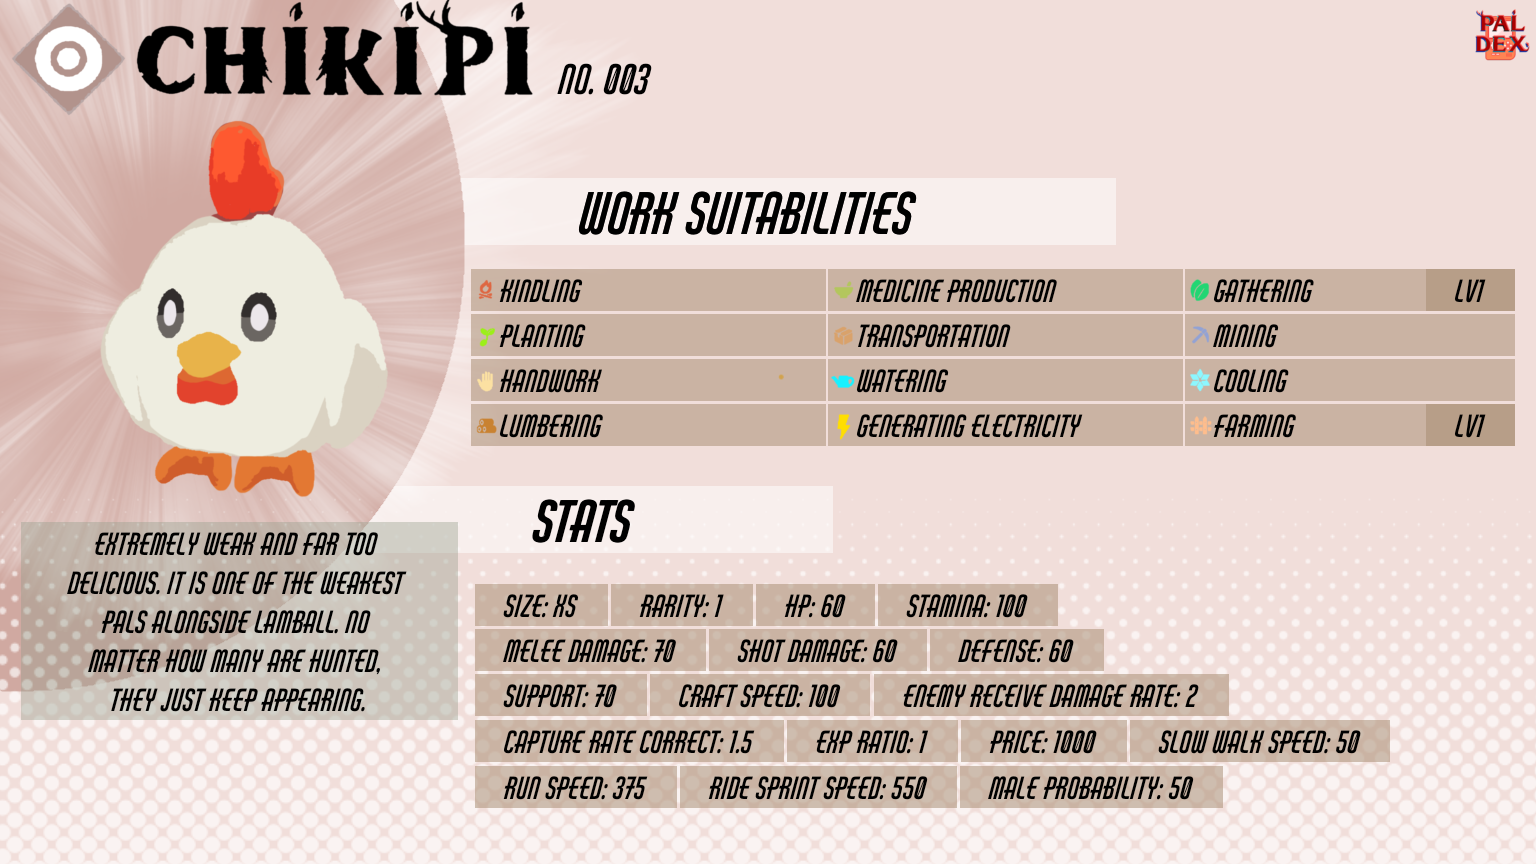 CHIKIPI NO. 003
PAL
DEX
WORK SUITABILITIES
KINDLING MEDICINE PRODUCTION GATHERING LV1
PLANTING TRANSPORTATION MINING
HANDWORK WATERING COOLING
LUMBERING GENERATING ELECTRICITY FARMING LV1
STATS
EXTREMELY WEAK AND FAR TOO
DELICIOUS. IT IS ONE OF THE WEAKEST
PALS ALONGSIDE LAMBALL. NO
MATTER HOW MANY ARE HUNTED,
THEY JUST KEEP APPEARING.
SIZE: XS RARITY: 1 HP: 60 STAMINA: 100
MELEE DAMAGE: 70 SHOT DAMAGE: 60 DEFENSE: 60
SUPPORT: 70 CRAFT SPEED: 100 ENEMY RECEIVE DAMAGE RATE: 2
CAPTURE RATE CORRECT: 1.5 EXP RATIO: 1 PRICE: 1000 SLOW WALK SPEED: 50
RUN SPEED: 375 RIDE SPRINT SPEED: 550 MALE PROBABILITY: 50